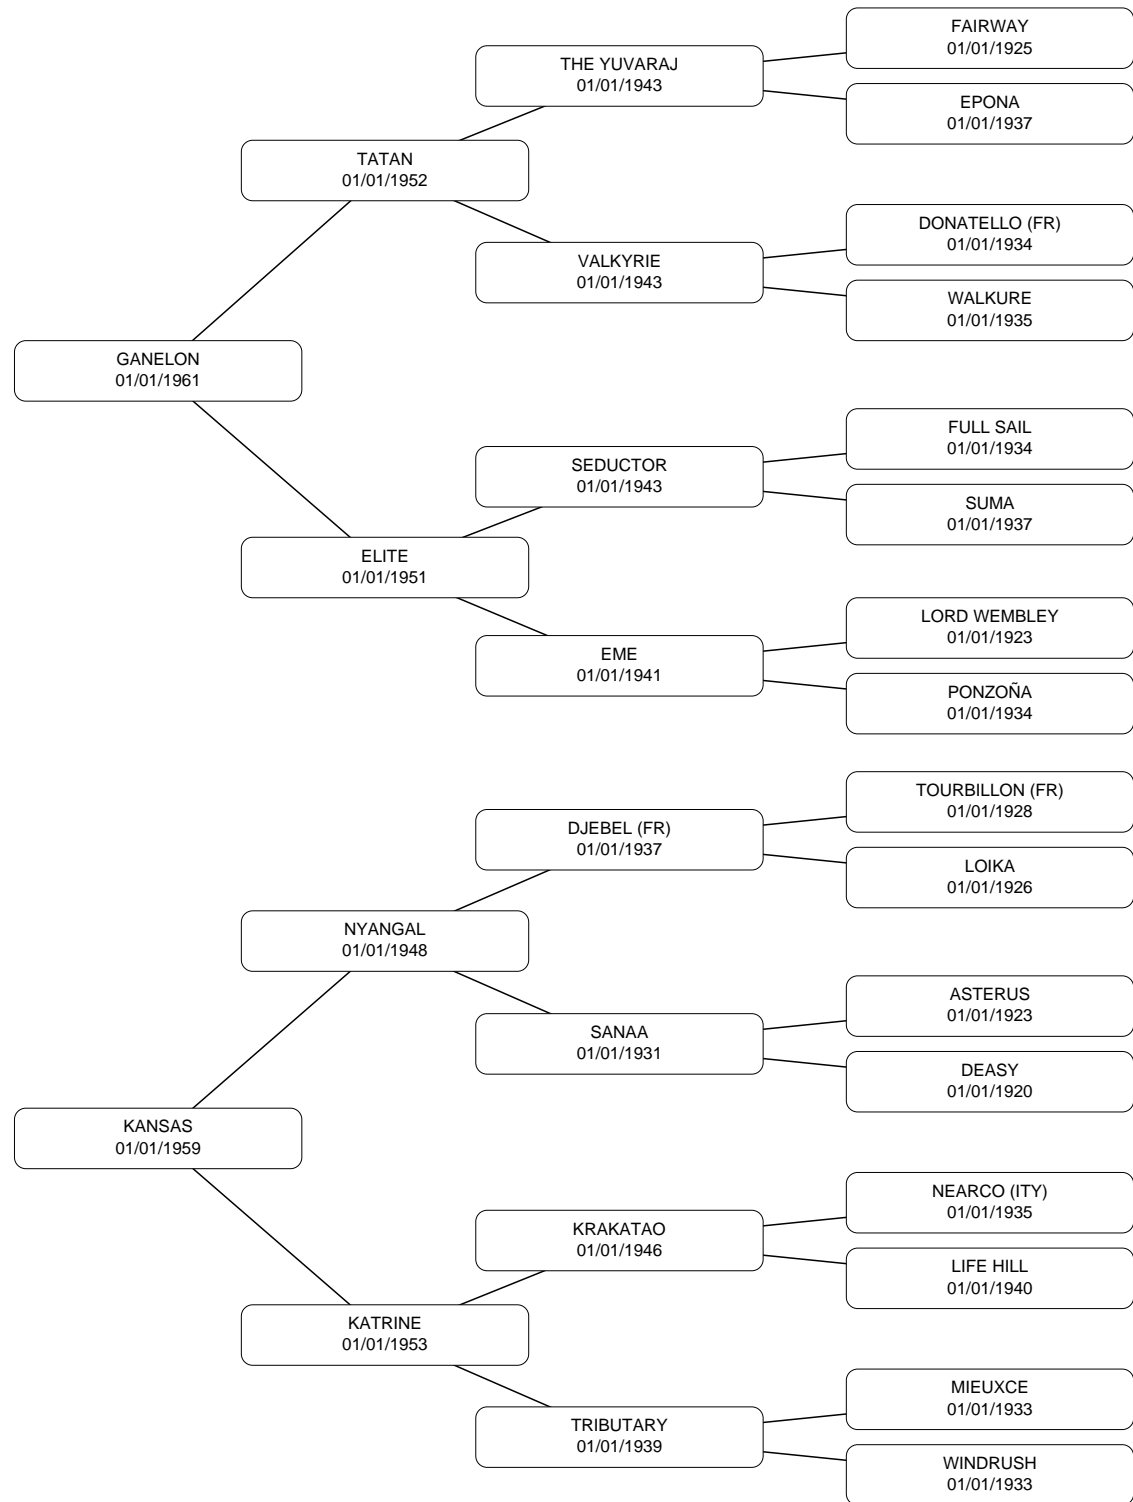 FAIRWAY
01/01/1925
THE YUVARAJ
01/01/1943
EPONA
01/01/1937
TATAN
01/01/1952
DONATELLO (FR)
01/01/1934
VALKYRIE
01/01/1943
WALKURE
01/01/1935
GANELON
01/01/1961
FULL SAIL
01/01/1934
SEDUCTOR
01/01/1943
SUMA
01/01/1937
ELITE
01/01/1951
LORD WEMBLEY
01/01/1923
EME
01/01/1941
PONZOÑA
01/01/1934
TOURBILLON (FR)
01/01/1928
DJEBEL (FR)
01/01/1937
LOIKA
01/01/1926
NYANGAL
01/01/1948
ASTERUS
01/01/1923
SANAA
01/01/1931
DEASY
01/01/1920
KANSAS
01/01/1959
NEARCO (ITY)
01/01/1935
KRAKATAO
01/01/1946
LIFE HILL
01/01/1940
KATRINE
01/01/1953
MIEUXCE
01/01/1933
TRIBUTARY
01/01/1939
WINDRUSH
01/01/1933